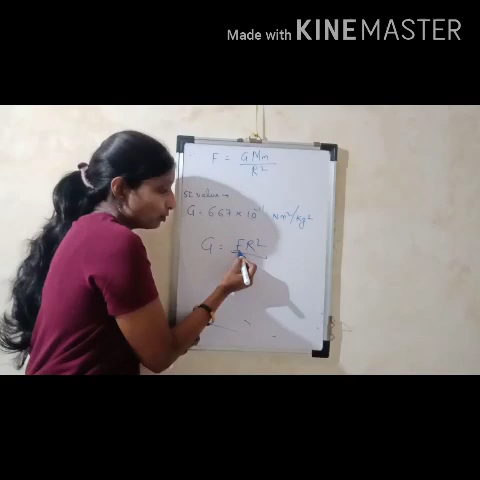 Made with KINEMASTER
F = GMm
R²
SI value →
G = 6.67 × 10⁻¹¹ Nm²/kg²
G = FR²